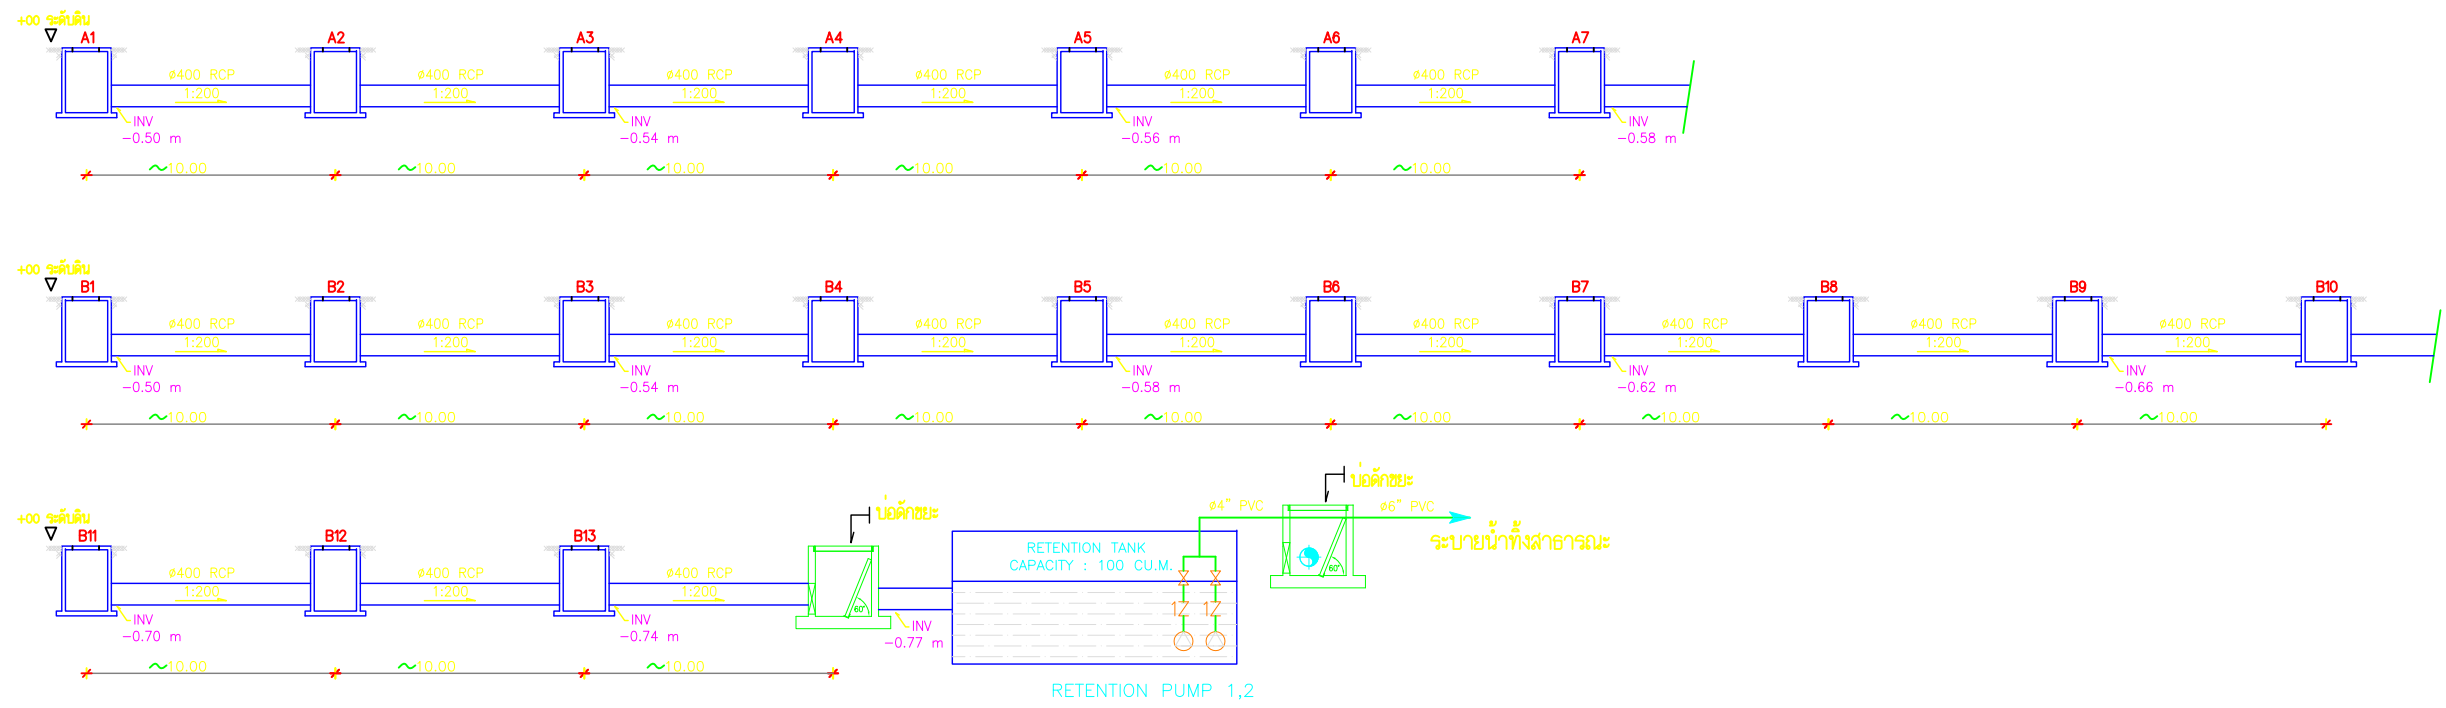 +00 ระดับดิน
A1 A2 A3 A4 A5 A6 A7
ø400 RCP ø400 RCP ø400 RCP ø400 RCP ø400 RCP ø400 RCP
1:200 1:200 1:200 1:200 1:200 1:200
INV INV INV INV
-0.50 m -0.54 m -0.56 m -0.58 m
~10.00 ~10.00 ~10.00 ~10.00 ~10.00 ~10.00
+00 ระดับดิน
B1 B2 B3 B4 B5 B6 B7 B8 B9 B10
ø400 RCP ø400 RCP ø400 RCP ø400 RCP ø400 RCP ø400 RCP ø400 RCP ø400 RCP ø400 RCP
1:200 1:200 1:200 1:200 1:200 1:200 1:200 1:200 1:200
INV INV INV INV INV
-0.50 m -0.54 m -0.58 m -0.62 m -0.66 m
~10.00 ~10.00 ~10.00 ~10.00 ~10.00 ~10.00 ~10.00 ~10.00 ~10.00
บ่อดักขยะ
ø4" PVC ø6" PVC
+00 ระดับดิน
บ่อดักขยะ
B11 B12 B13
ระบายน้ำทิ้งสาธารณะ
RETENTION TANK
CAPACITY : 100 CU.M.
60°
ø400 RCP ø400 RCP ø400 RCP
1:200 1:200 1:200
60°
INV INV INV
-0.70 m -0.74 m -0.77 m
~10.00 ~10.00 ~10.00
RETENTION PUMP 1,2